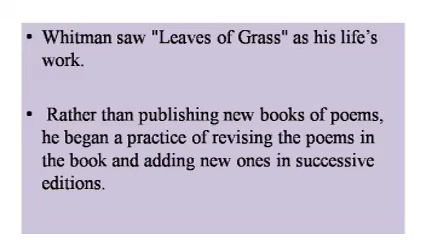 • Whitman saw "Leaves of Grass" as his life's
work.
• Rather than publishing new books of poems,
he began a practice of revising the poems in
the book and adding new ones in successive
editions.